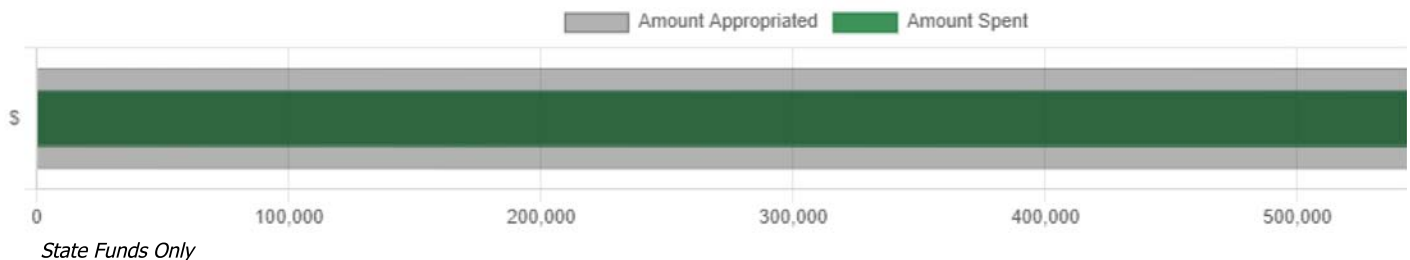 Amount Appropriated Amount Spent
$
0 100,000 200,000 300,000 400,000 500,000
State Funds Only